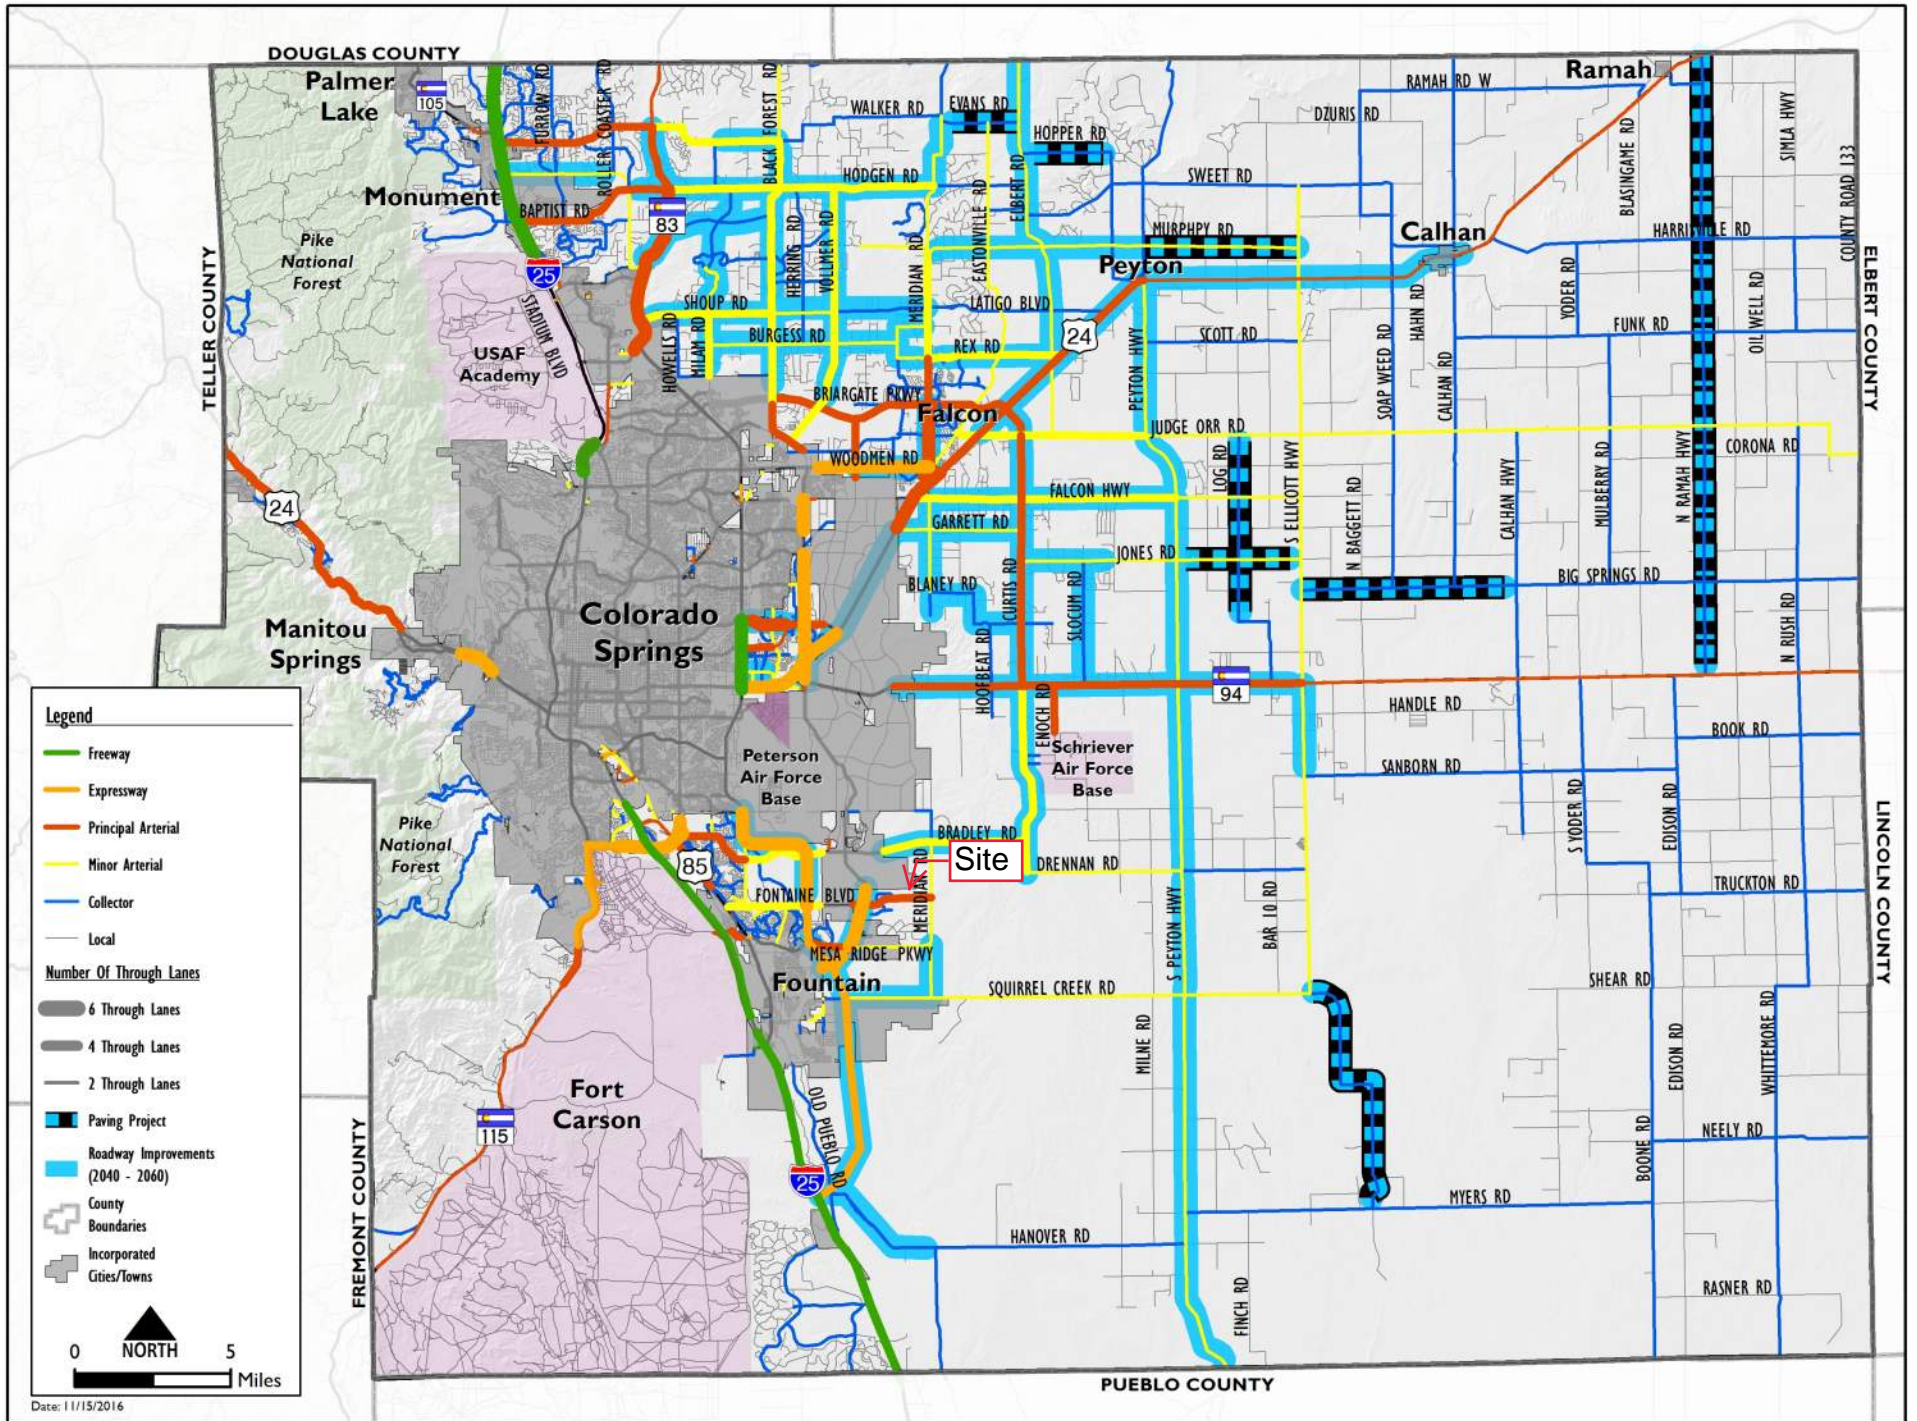 DOUGLAS COUNTY
Palmer
Lake
105
FURROW RD
ROLLER COASTER RD
BLACK FOREST RD
WALKER RD
EVANS RD
HOPPER RD
RAMAH RD W
Ramah
DZURIS RD
BLASINGAME RD
SIMLA HWY
COUNTY ROAD 133
Monument
BAPTIST RD
83
HODGEN RD
ELBERT RD
SWEET RD
EASTONVILLE RD
HERRING RD
VOLLMER RD
MERIDIAN RD
MURPHPY RD
Calhan
HARRISVILLE RD
Pike
National
Forest
25
STADIUM BLVD
Peyton
TELLER COUNTY
ELBERT COUNTY
SHOUP RD
LATIGO BLVD
HOWELLS RD
MILAM RD
BURGESS RD
REX RD
24
PEYTON HWY
SCOTT RD
HAHN RD
YODER RD
FUNK RD
OIL WELL RD
USAF
Academy
SOAP WEED RD
CALHAN RD
BRIARGATE PKWY
Falcon
JUDGE ORR RD
WOODMEN RD
LOG RD
S ELLICOTT HWY
N BAGGETT RD
CALHAN HWY
MULBERRY RD
N RAMAH HWY
CORONA RD
24
FALCON HWY
GARRETT RD
JONES RD
BLANEY RD
CURTIS RD
SLOCUM RD
BIG SPRINGS RD
N RUSH RD
Colorado
Springs
Manitou
Springs
HOOFBEAT RD
ENOCH RD
94
HANDLE RD
BOOK RD
Peterson
Air Force
Base
Schriever
Air Force
Base
SANBORN RD
S YODER RD
EDISON RD
LINCOLN COUNTY
Pike
National
Forest
85
BRADLEY RD
Site
DRENNAN RD
MERIDIAN RD
FONTAINE BLVD
TRUCKTON RD
S PEYTON HWY
BAR 10 RD
MESA RIDGE PKWY
Fountain
SQUIRREL CREEK RD
SHEAR RD
MILNE RD
EDISON RD
WHITTEMORE RD
Fort
Carson
115
OLD PUEBLO RD
25
BOONE RD
NEELY RD
MYERS RD
HANOVER RD
FINCH RD
RASNER RD
FREMONT COUNTY
PUEBLO COUNTY
Legend
Freeway
Expressway
Principal Arterial
Minor Arterial
Collector
Local
Number Of Through Lanes
6 Through Lanes
4 Through Lanes
2 Through Lanes
Paving Project
Roadway Improvements
(2040 - 2060)
County
Boundaries
Incorporated
Cities/Towns
NORTH
0 5
Miles
Date: 11/15/2016